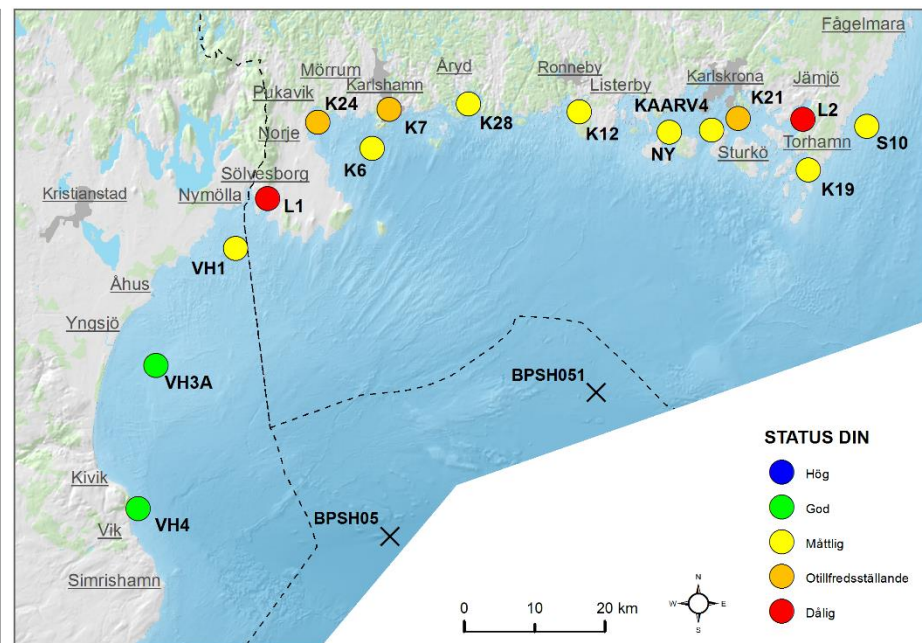 Fågelmara
Mörrum
Åryd
Ronneby
Karlskrona
Jämjö
Pukavik
Karlshamn
Listerby
K24
K7
K28
K12
KAARV4
K21
L2
S10
Norje
K6
NY
Sturkö
Torhamn
K19
Sölvesborg
Kristianstad
Nymölla
L1
VH1
Åhus
Yngsjö
VH3A
BPSH051
Kivik
VH4
Vik
BPSH05
Simrishamn
STATUS DIN
Hög
God
Måttlig
Otillfredsställande
Dålig
N
W E
S
0 10 20 km